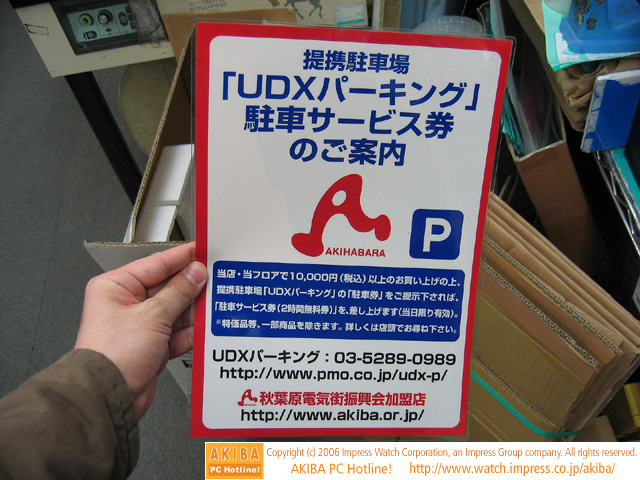 提携駐車場
「UDXパーキング」
駐車サービス券
のご案内
AKIHABARA
P
当店・当フロアで10,000円(税込)以上のお買い上げの上、
提携駐車場「UDXパーキング」の「駐車券」をご提示下されば、
「駐車サービス券(2時間無料券)」を、差し上げます(当日限り有効)。
*特価品等、一部商品を除きます。詳しくは店頭でお尋ね下さい。
UDXパーキング:03-5289-0989
http://www.pmo.co.jp/udx-p/
秋葉原電気街振興会加盟店
http://www.akiba.or.jp/
AKIBA
PC Hotline!
Copyright (c) 2006 Impress Watch Corporation, an Impress Group company. All rights reserved.
AKIBA PC Hotline! http://www.watch.impress.co.jp/akiba/